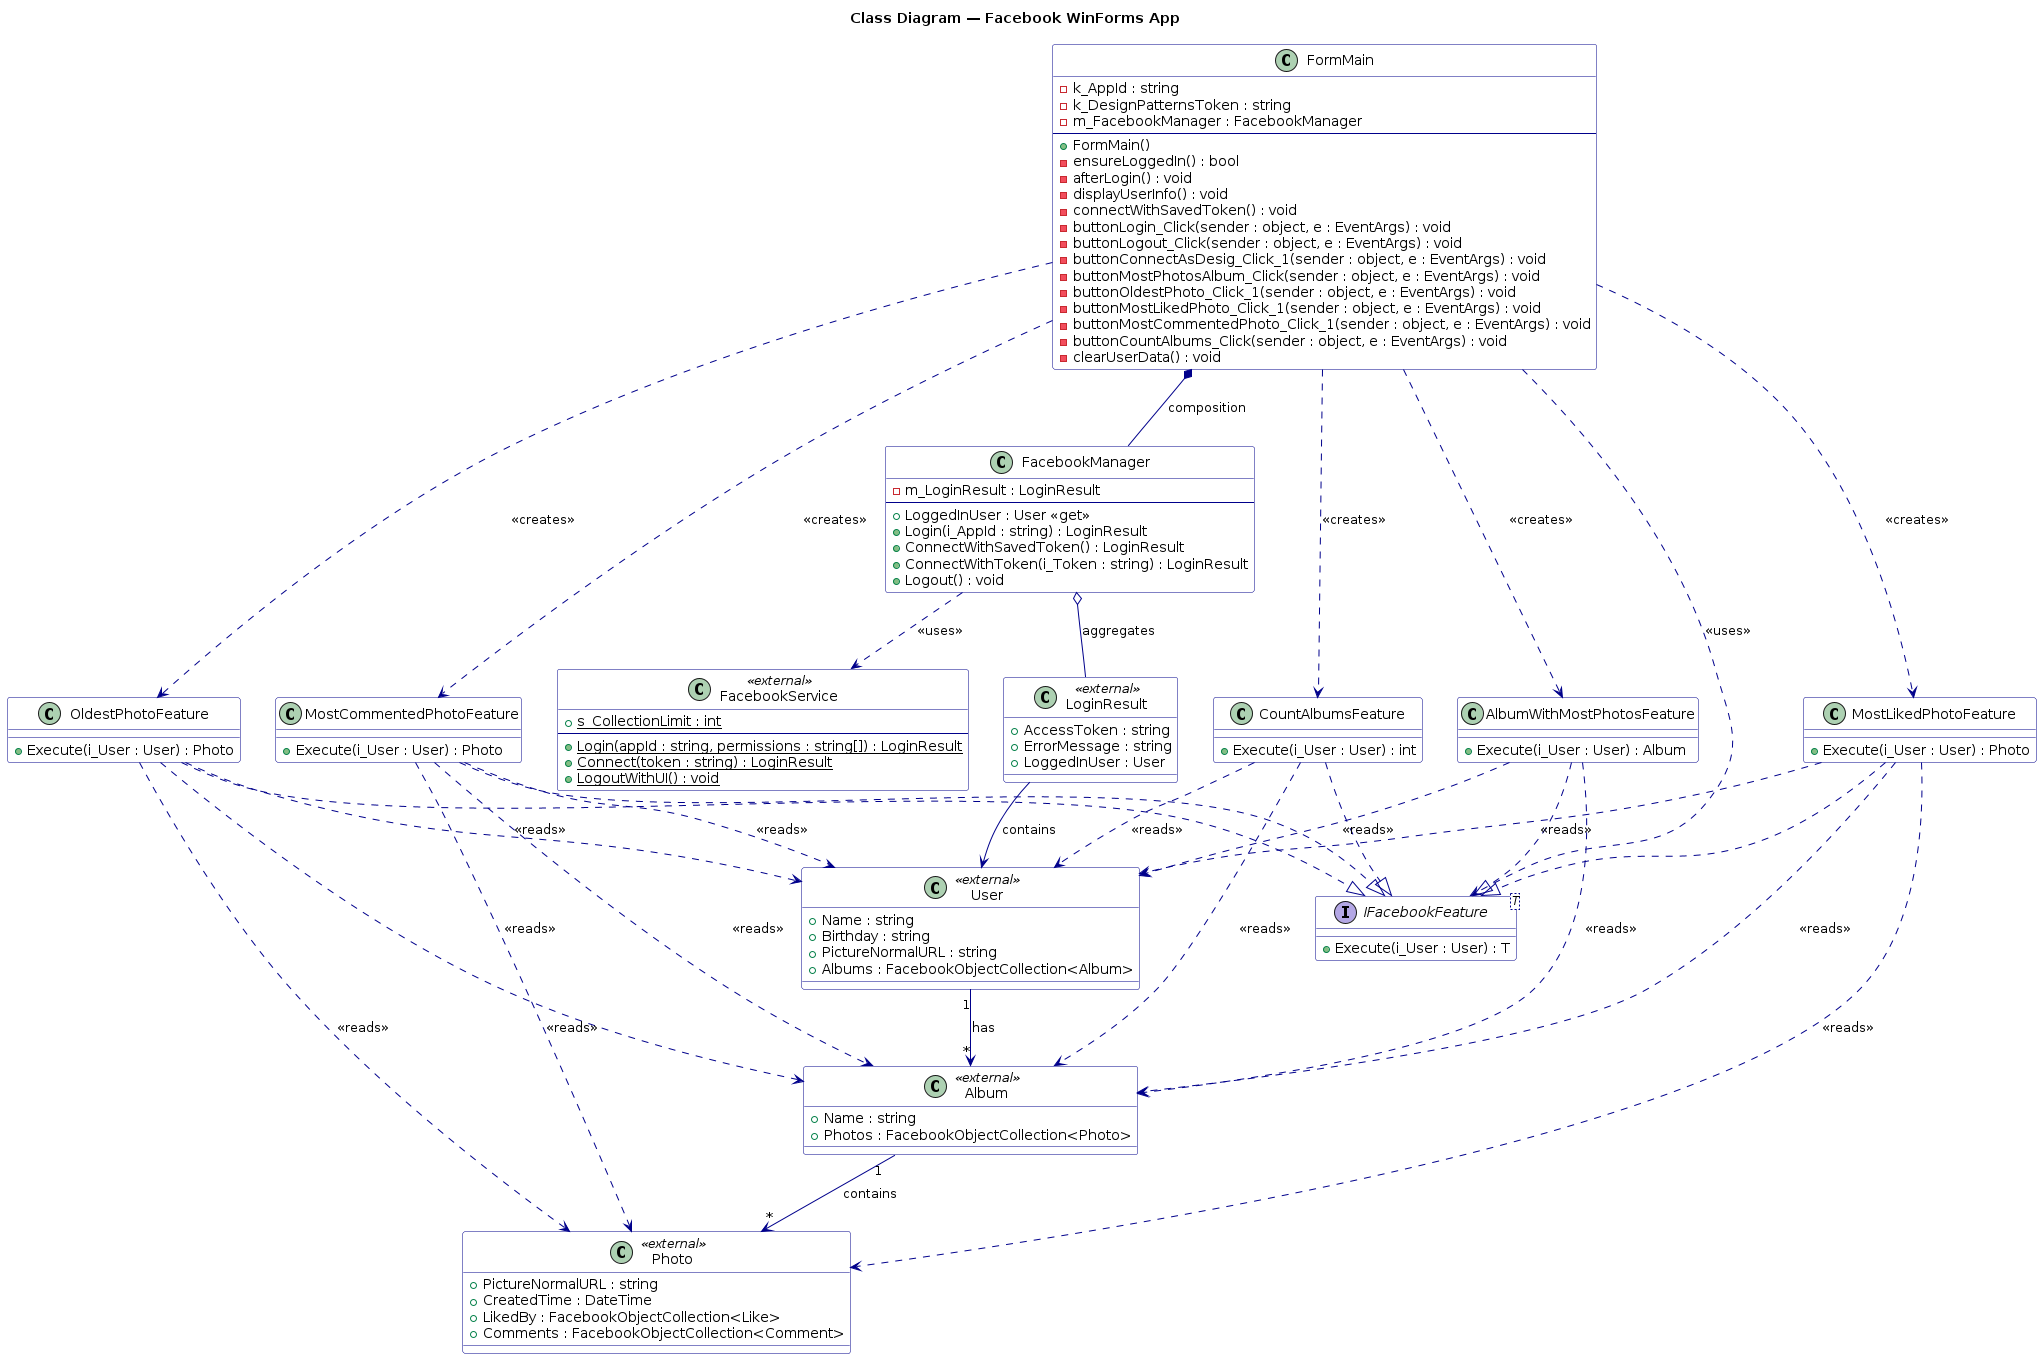 Class Diagram — Facebook WinForms App
C FormMain
k_AppId : string
k_DesignPatternsToken : string
m_FacebookManager : FacebookManager
FormMain()
ensureLoggedIn() : bool
afterLogin() : void
displayUserInfo() : void
connectWithSavedToken() : void
buttonLogin_Click(sender : object, e : EventArgs) : void
buttonLogout_Click(sender : object, e : EventArgs) : void
buttonConnectAsDesig_Click_1(sender : object, e : EventArgs) : void
buttonMostPhotosAlbum_Click(sender : object, e : EventArgs) : void
buttonOldestPhoto_Click_1(sender : object, e : EventArgs) : void
buttonMostLikedPhoto_Click_1(sender : object, e : EventArgs) : void
buttonMostCommentedPhoto_Click_1(sender : object, e : EventArgs) : void
buttonCountAlbums_Click(sender : object, e : EventArgs) : void
clearUserData() : void
composition
C FacebookManager
m_LoginResult : LoginResult
LoggedInUser : User «get»
Login(i_AppId : string) : LoginResult
ConnectWithSavedToken() : LoginResult
ConnectWithToken(i_Token : string) : LoginResult
Logout() : void
«creates»
«creates»
«creates»
«creates»
«creates»
«uses»
aggregates
«uses»
C OldestPhotoFeature
Execute(i_User : User) : Photo
C MostCommentedPhotoFeature
Execute(i_User : User) : Photo
«external»
C FacebookService
s_CollectionLimit : int
Login(appId : string, permissions : string[]) : LoginResult
Connect(token : string) : LoginResult
LogoutWithUI() : void
«external»
C LoginResult
AccessToken : string
ErrorMessage : string
LoggedInUser : User
C CountAlbumsFeature
Execute(i_User : User) : int
C AlbumWithMostPhotosFeature
Execute(i_User : User) : Album
C MostLikedPhotoFeature
Execute(i_User : User) : Photo
«reads»
«reads»
contains
«reads»
«reads»
«reads»
«external»
C User
Name : string
Birthday : string
PictureNormalURL : string
Albums : FacebookObjectCollection<Album>
I IFacebookFeature T
Execute(i_User : User) : T
«reads»
«reads»
«reads»
«reads»
«reads»
1
has
*
«reads»
«reads»
«reads»
«external»
C Album
Name : string
Photos : FacebookObjectCollection<Photo>
1
contains
*
«external»
C Photo
PictureNormalURL : string
CreatedTime : DateTime
LikedBy : FacebookObjectCollection<Like>
Comments : FacebookObjectCollection<Comment>